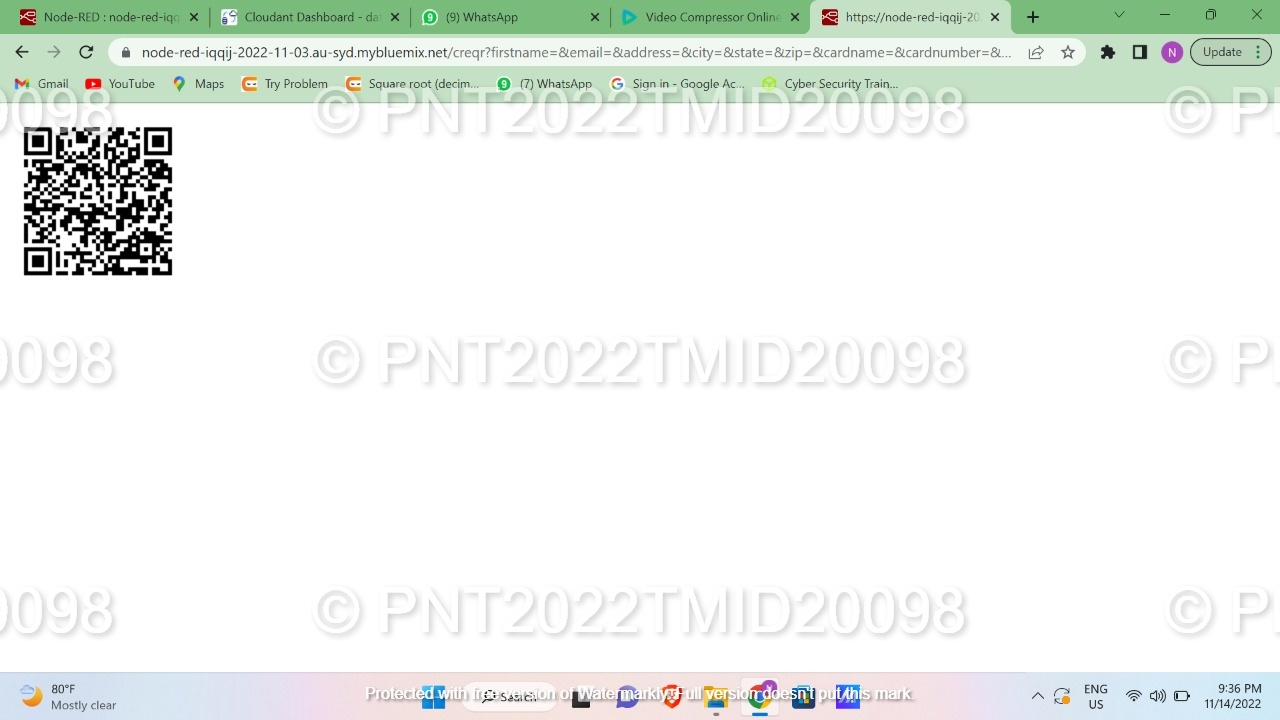 Node-RED : node-red-iqq
Cloudant Dashboard - dat
(9) WhatsApp
Video Compressor Online
https://node-red-iqqij-20
node-red-iqqij-2022-11-03.au-syd.mybluemix.net/creqr?firstname=&email=&address=&city=&state=&zip=&cardname=&cardnumber=&...
N
Update
Gmail
YouTube
Maps
Try Problem
Square root (decim...
(7) WhatsApp
Sign in - Google Ac...
Cyber Security Train...
0098
© PNT2022TMID20098
© P
0098
© PNT2022TMID20098
© P
0098
© PNT2022TMID20098
© P
80°F
Mostly clear
Search
Protected with free version of Watermarkly. Full version doesn't put this mark.
ENG
US
9:36 PM
11/14/2022